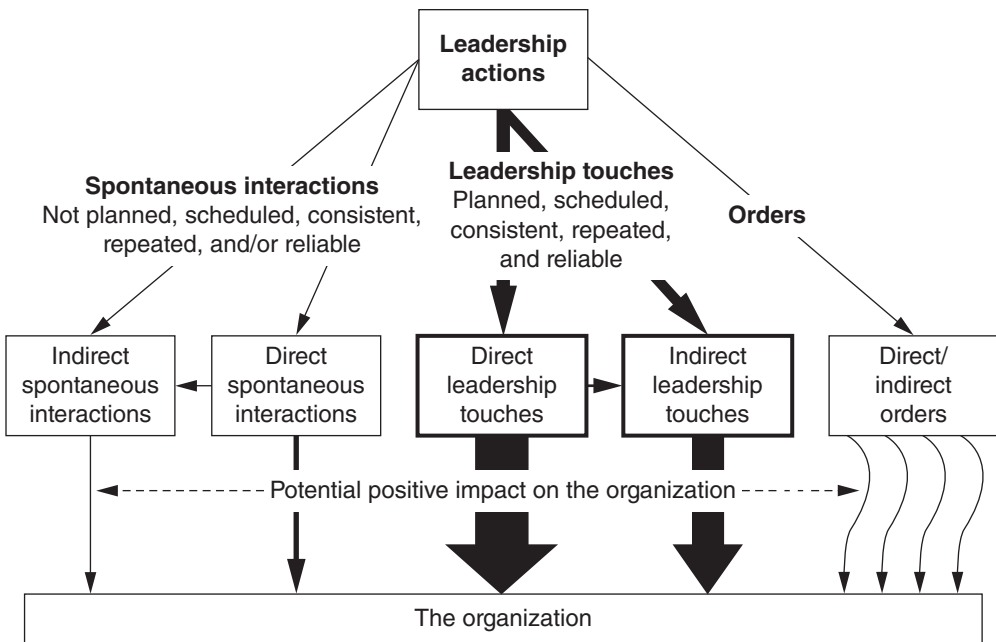 Leadership
actions
Spontaneous interactions
Not planned, scheduled, consistent,
repeated, and/or reliable
Leadership touches
Planned, scheduled,
consistent, repeated,
and reliable
Orders
Indirect
spontaneous
interactions
Direct
spontaneous
interactions
Direct
leadership
touches
Indirect
leadership
touches
Direct/
indirect
orders
Potential positive impact on the organization
The organization